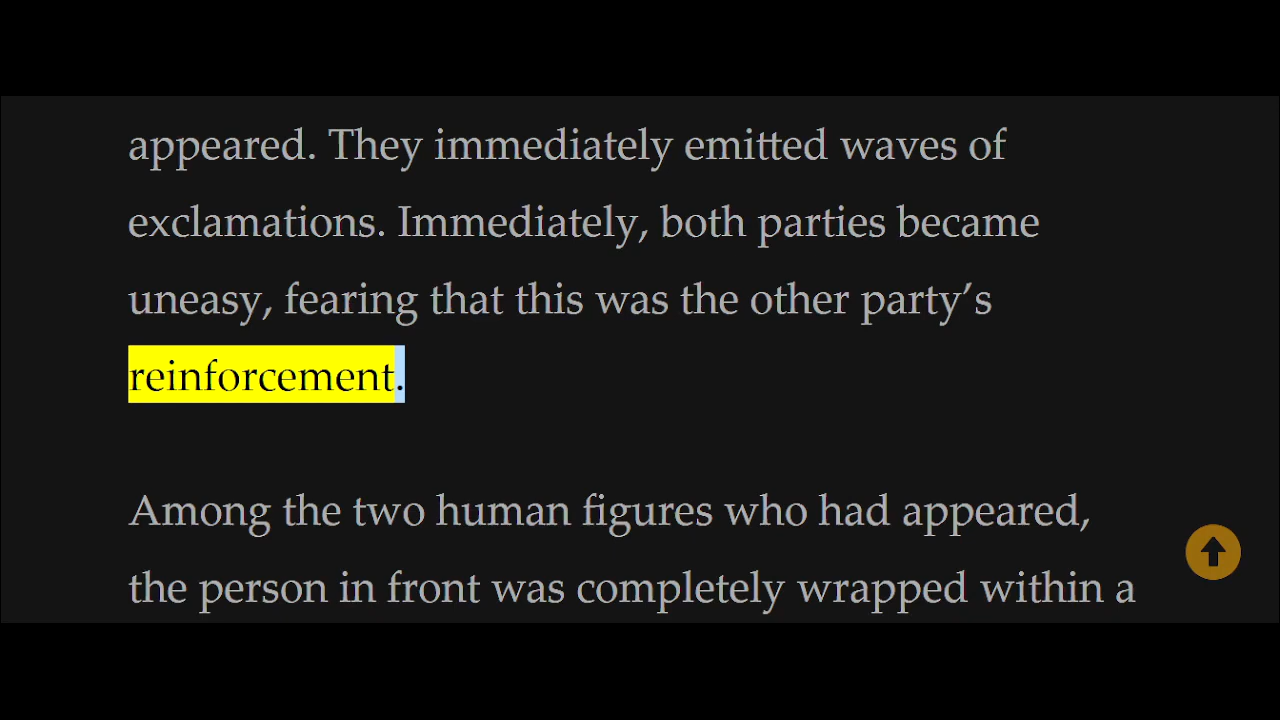 appeared. They immediately emitted waves of
exclamations. Immediately, both parties became
uneasy, fearing that this was the other party’s
reinforcement.
Among the two human figures who had appeared,
the person in front was completely wrapped within a